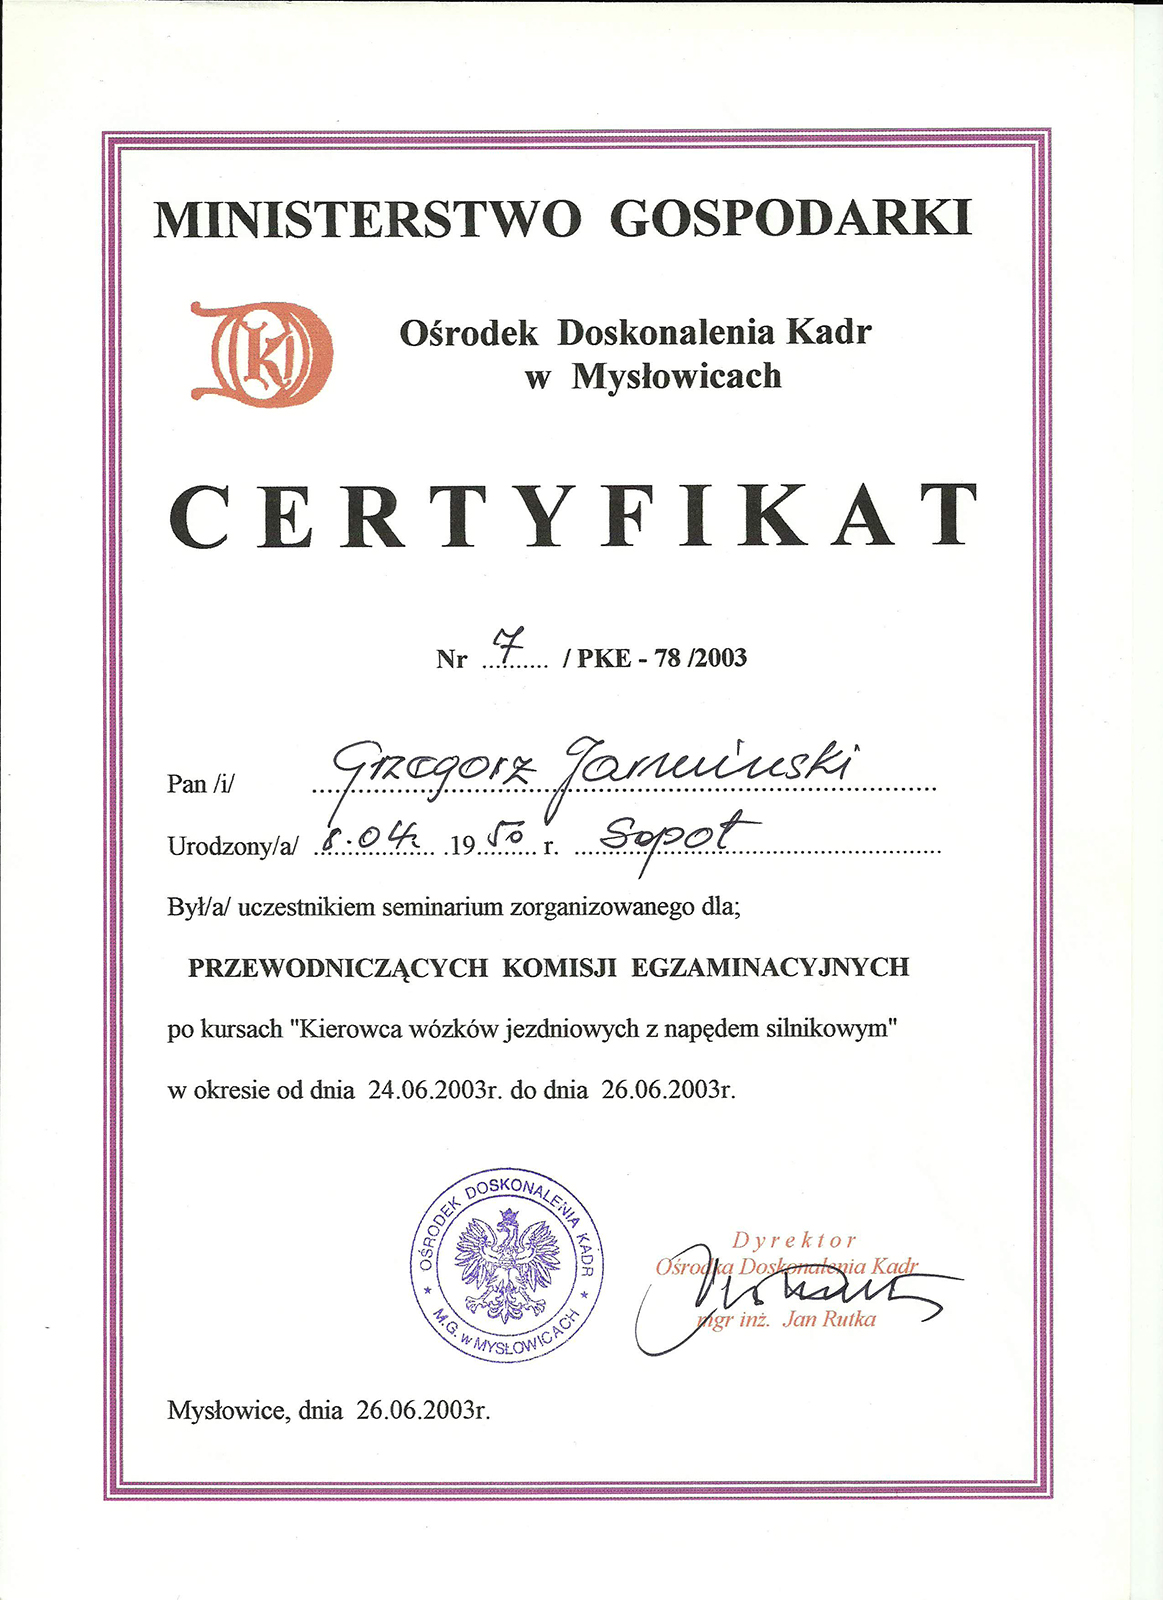 MINISTERSTWO GOSPODARKI
DKJ
Ośrodek Doskonalenia Kadr
w Mysłowicach
CERTYFIKAT
Nr 7 / PKE - 78 /2003
Pan /i/ Grzegorz
Urodzony/a/ 8.04. 1950 r. Sopot
Był/a/ uczestnikiem seminarium zorganizowanego dla;
PRZEWODNICZĄCYCH KOMISJI EGZAMINACYJNYCH
po kursach "Kierowca wózków jezdniowych z napędem silnikowym"
w okresie od dnia 24.06.2003r. do dnia 26.06.2003r.
OŚRODEK DOSKONALENIA KADR
M.G. w MYSŁOWICACH
Dyrektor
Ośrodka Doskonalenia Kadr
mgr inż. Jan Rutka
Mysłowice, dnia 26.06.2003r.